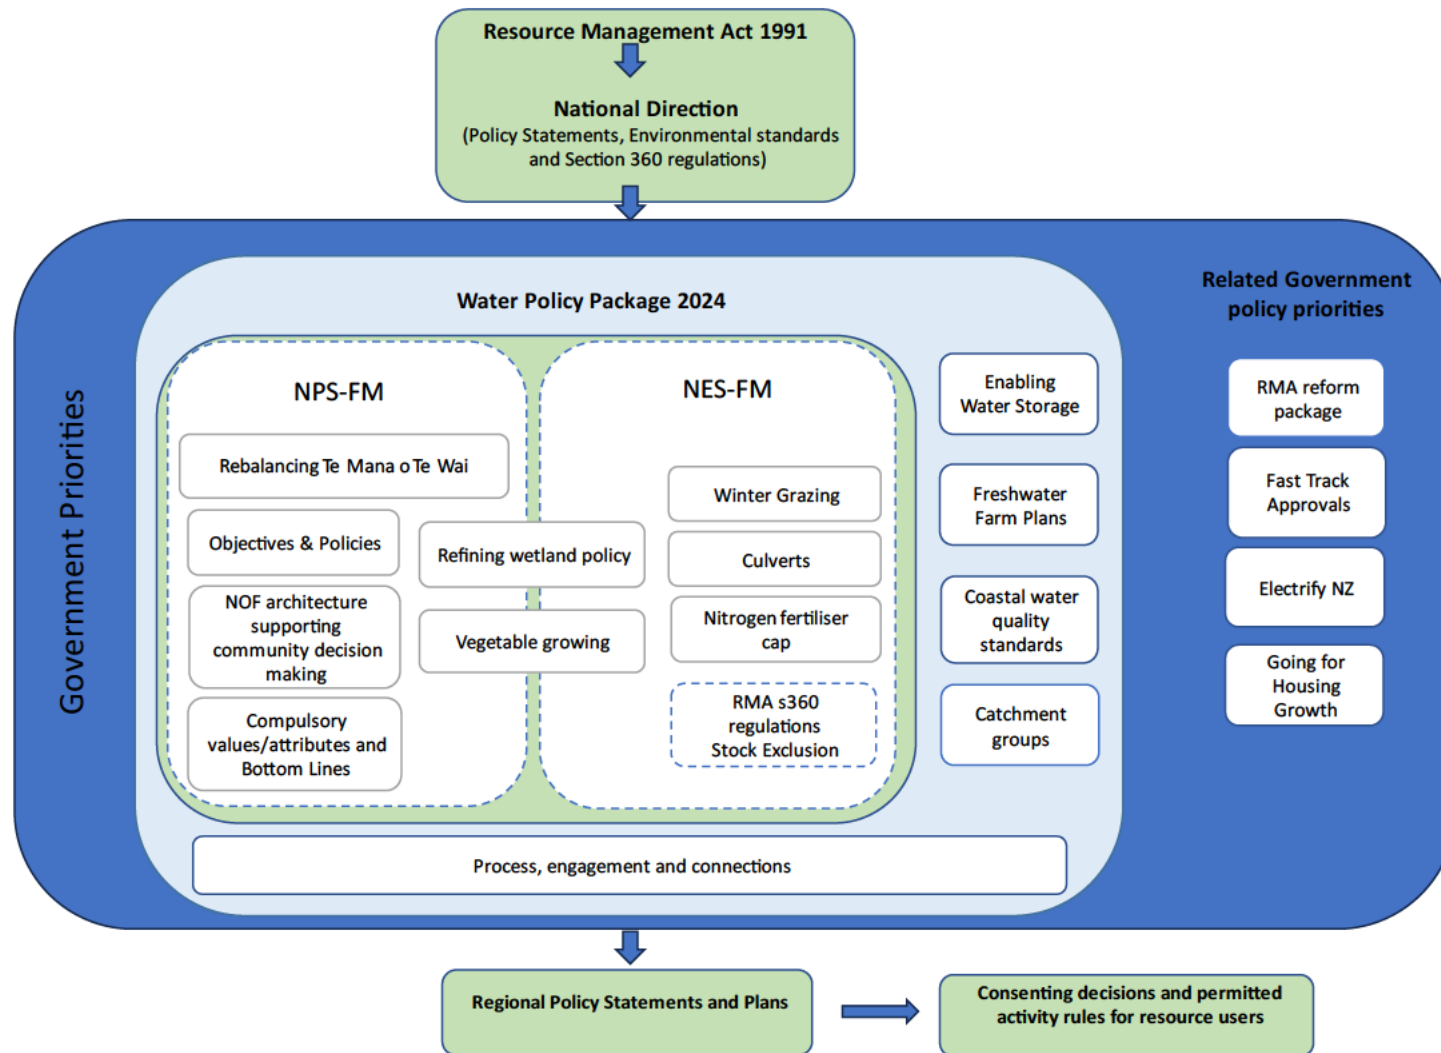 Resource Management Act 1991
National Direction
(Policy Statements, Environmental standards
and Section 360 regulations)
Government Priorities
Water Policy Package 2024
NPS-FM
Rebalancing Te Mana o Te Wai
Objectives & Policies
NOF architecture
supporting
community decision
making
Compulsory
values/attributes and
Bottom Lines
Refining wetland policy
Vegetable growing
NES-FM
Winter Grazing
Culverts
Nitrogen fertiliser
cap
RMA s360
regulations
Stock Exclusion
Enabling
Water Storage
Freshwater
Farm Plans
Coastal water
quality
standards
Catchment
groups
Process, engagement and connections
Related Government
policy priorities
RMA reform
package
Fast Track
Approvals
Electrify NZ
Going for
Housing
Growth
Regional Policy Statements and Plans
Consenting decisions and permitted
activity rules for resource users